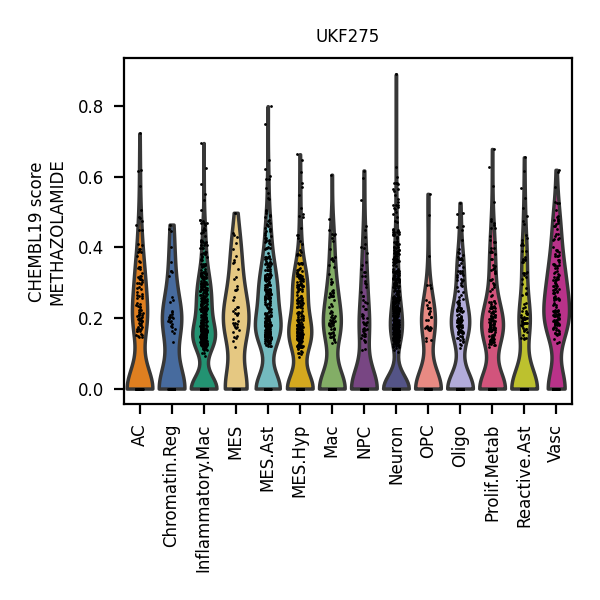 UKF275
CHEMBL19 score
METHAZOLAMIDE
0.8
0.6
0.4
0.2
0.0
AC
Chromatin.Reg
Inflammatory.Mac
MES
MES.Ast
MES.Hyp
Mac
NPC
Neuron
OPC
Oligo
Prolif.Metab
Reactive.Ast
Vasc